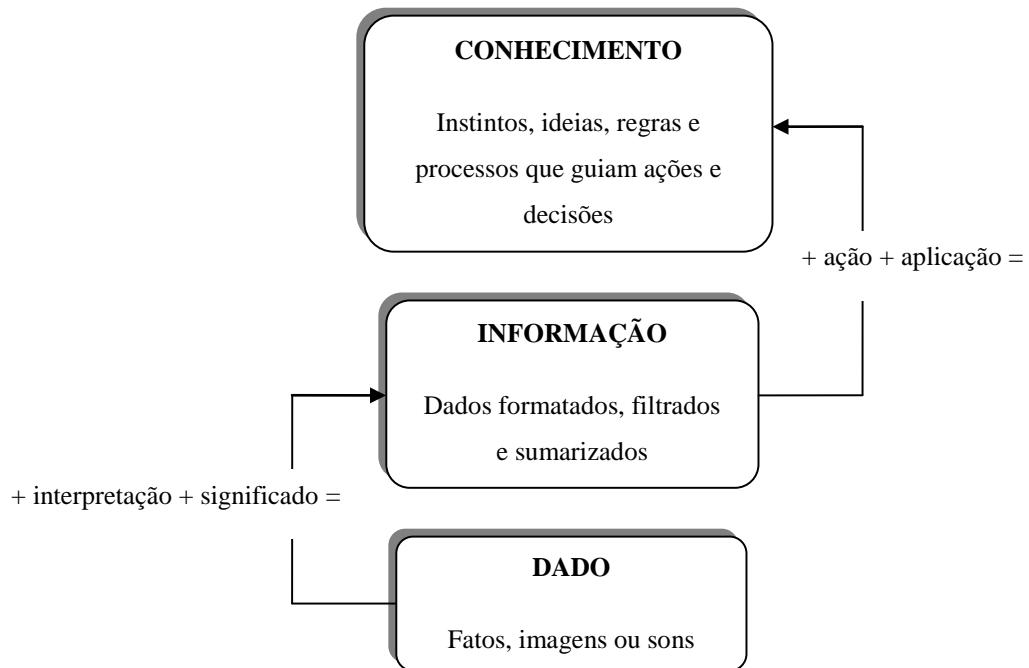 CONHECIMENTO
Instintos, ideias, regras e
processos que guiam ações e
decisões
+ ação + aplicação =
INFORMAÇÃO
Dados formatados, filtrados
e sumarizados
+ interpretação + significado =
DADO
Fatos, imagens ou sons